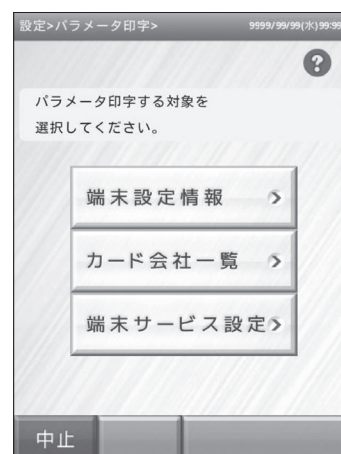 設定>パラメータ印字>
9999/99/99(水)99:99
?
パラメータ印字する対象を
選択してください。
端末設定情報
カード会社一覧
端末サービス設定
中止